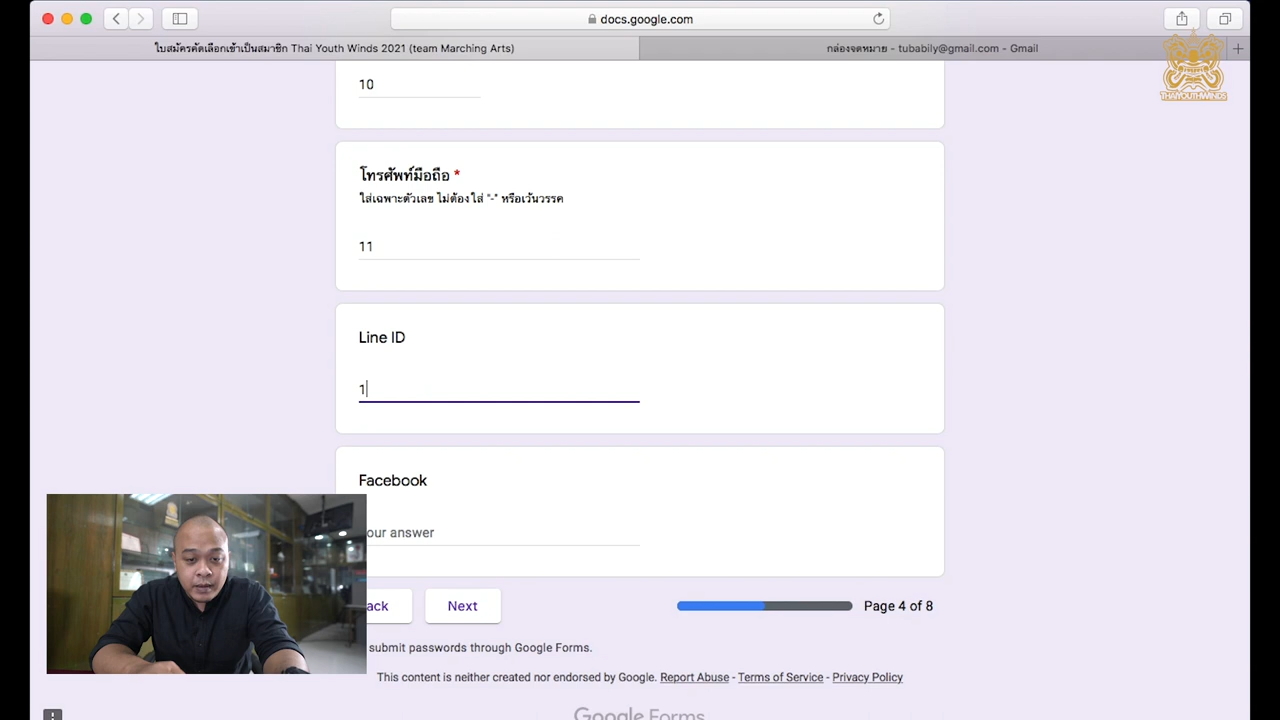 docs.google.com
ใบสมัครคัดเลือกเข้าเป็นสมาชิก Thai Youth Winds 2021 (team Marching Arts)
กล่องจดหมาย - tubabily@gmail.com - Gmail
THAIYOUTHWINDS
10
โทรศัพท์มือถือ *
ใส่เฉพาะตัวเลข ไม่ต้องใส่ "-" หรือเว้นวรรค
11
Line ID
1
Facebook
our answer
ack
Next
Page 4 of 8
submit passwords through Google Forms.
This content is neither created nor endorsed by Google. Report Abuse - Terms of Service - Privacy Policy
Google Forms